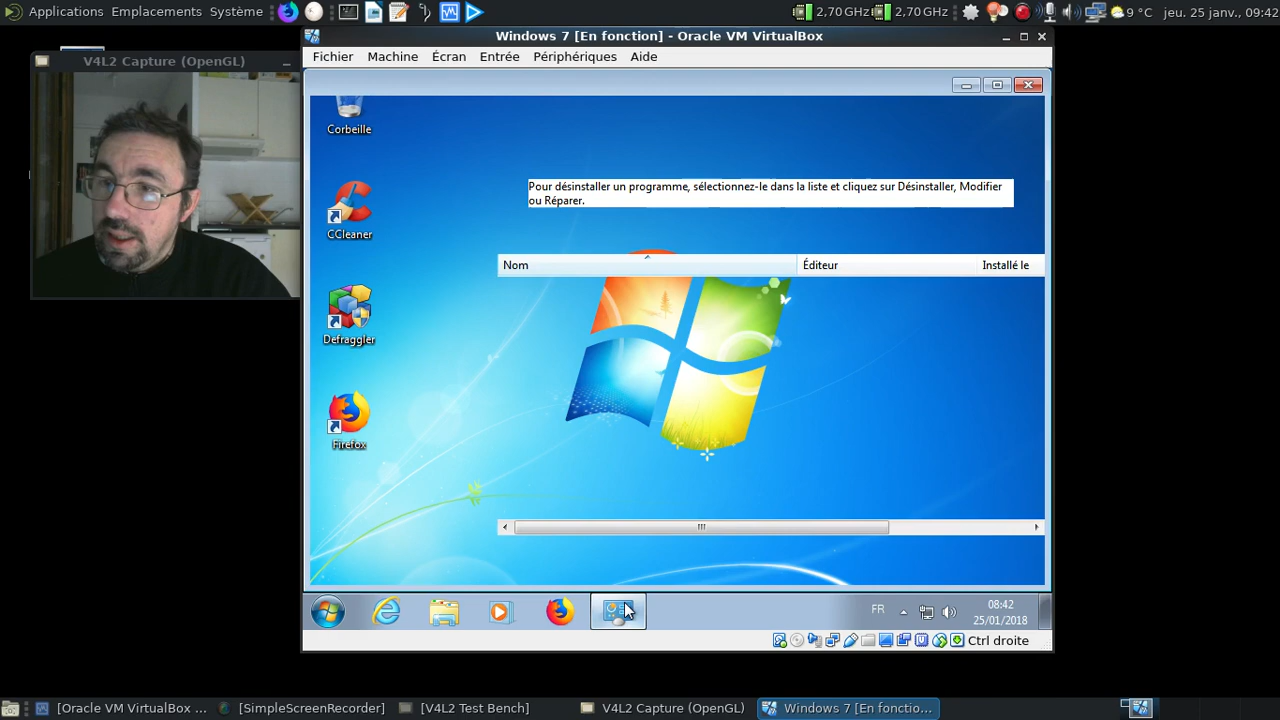 Applications Emplacements Système
2,70 GHz 2,70 GHz
9 °C jeu. 25 janv., 09:42
V4L2 Capture (OpenGL)
Windows 7 [En fonction] - Oracle VM VirtualBox
Fichier Machine Écran Entrée Périphériques Aide
Corbeille
CCleaner
Defraggler
Firefox
Pour désinstaller un programme, sélectionnez-le dans la liste et cliquez sur Désinstaller, Modifier
ou Réparer.
Nom Éditeur Installé le
FR
08:42
25/01/2018
Ctrl droite
[Oracle VM VirtualBox ... [SimpleScreenRecorder] [V4L2 Test Bench] V4L2 Capture (OpenGL) Windows 7 [En fonctio...